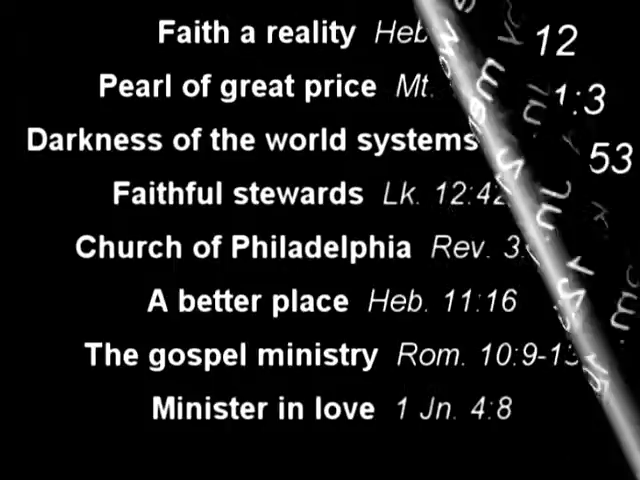 Faith a reality Heb 12
Pearl of great price Mt. 1:3
Darkness of the world systems 53
Faithful stewards Lk. 12:42
Church of Philadelphia Rev. 3:
A better place Heb. 11:16
The gospel ministry Rom. 10:9-13
Minister in love 1 Jn. 4:8